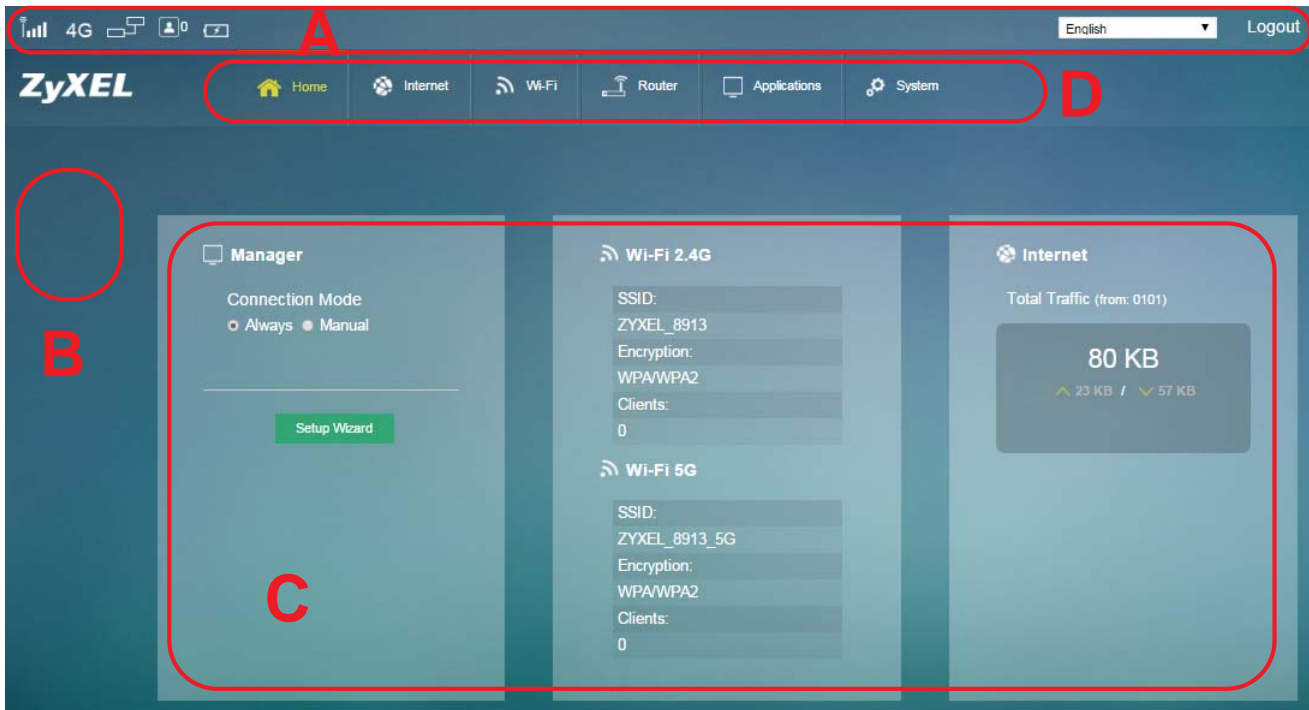 4G 0 A English Logout
ZyXEL Home Internet Wi-Fi Router Applications System D
B
Manager
Connection Mode
Always Manual
Setup Wizard
C
Wi-Fi 2.4G
SSID:
ZYXEL_8913
Encryption:
WPA/WPA2
Clients:
0
Wi-Fi 5G
SSID:
ZYXEL_8913_5G
Encryption:
WPA/WPA2
Clients:
0
Internet
Total Traffic (from: 0101)
80 KB
23 KB / 57 KB